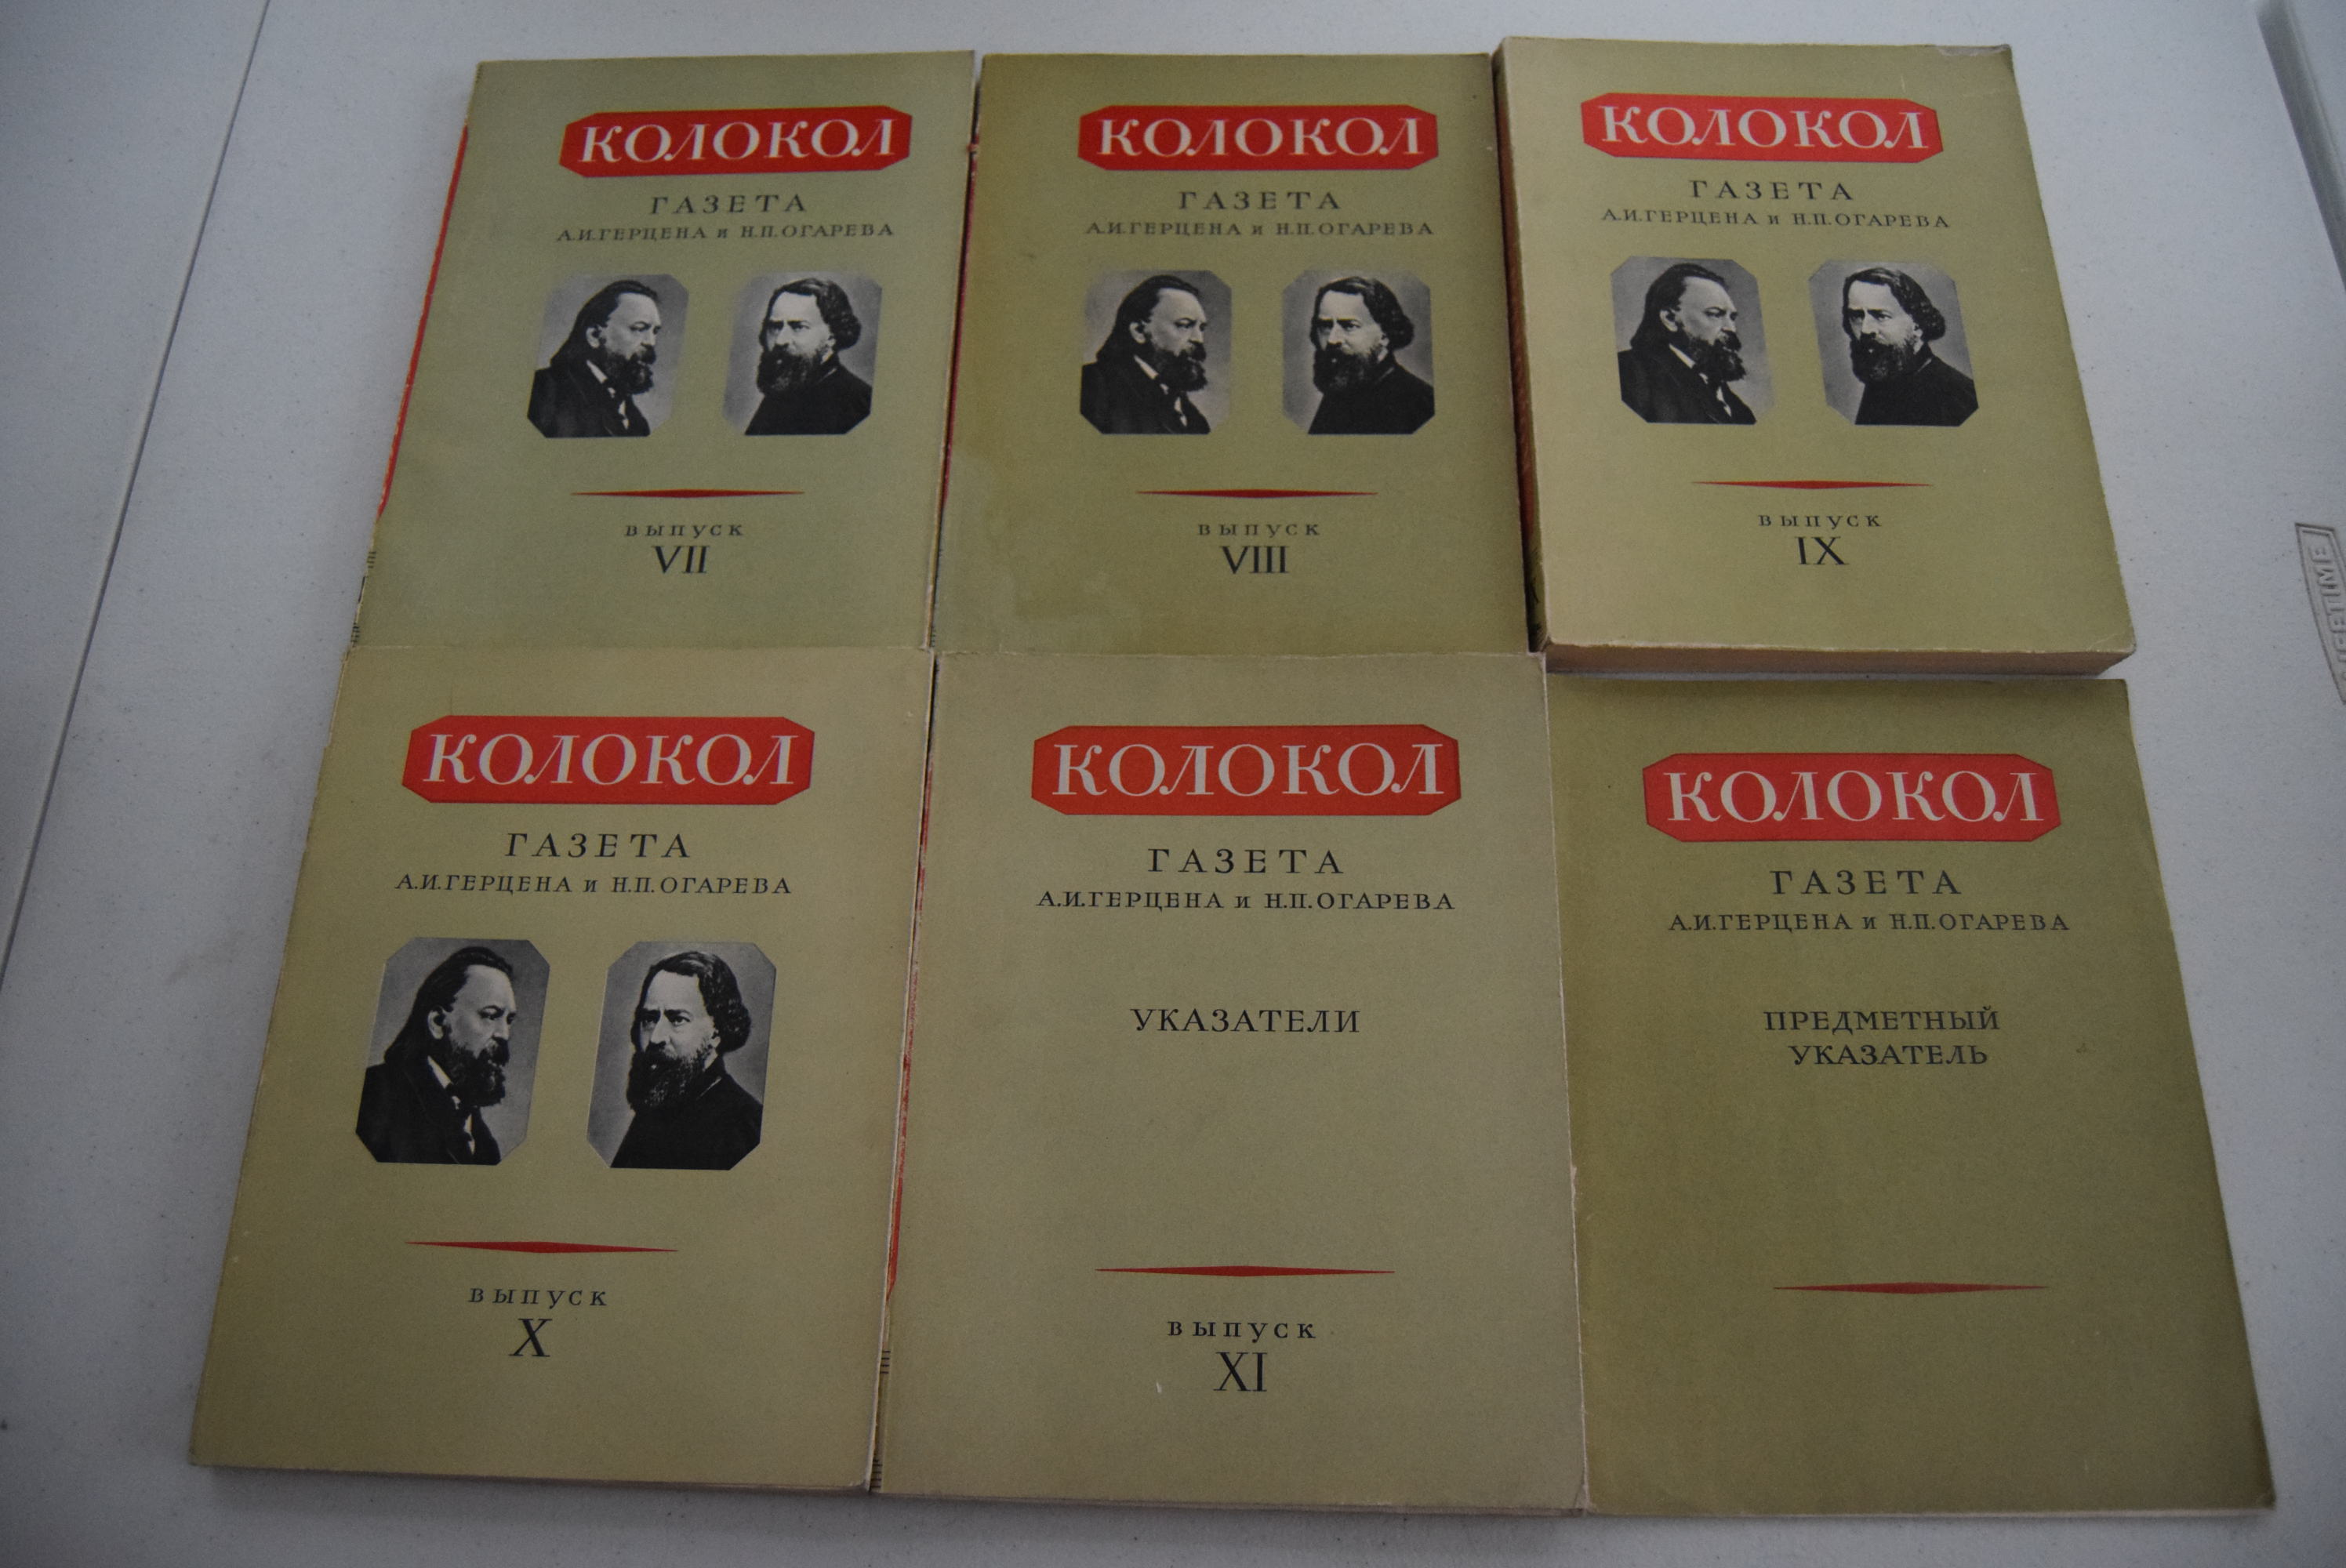 КОЛОКОЛ
ГАЗЕТА
А.И.ГЕРЦЕНА и Н.П.ОГАРЕВА
ВЫПУСК
VII
КОЛОКОЛ
ГАЗЕТА
А.И.ГЕРЦЕНА и Н.П.ОГАРЕВА
ВЫПУСК
VIII
КОЛОКОЛ
ГАЗЕТА
А.И.ГЕРЦЕНА и Н.П.ОГАРЕВА
ВЫПУСК
IX
КОЛОКОЛ
ГАЗЕТА
А.И.ГЕРЦЕНА и Н.П.ОГАРЕВА
ВЫПУСК
X
КОЛОКОЛ
ГАЗЕТА
А.И.ГЕРЦЕНА и Н.П.ОГАРЕВА
УКАЗАТЕЛИ
ВЫПУСК
XI
КОЛОКОЛ
ГАЗЕТА
А.И.ГЕРЦЕНА и Н.П.ОГАРЕВА
ПРЕДМЕТНЫЙ
УКАЗАТЕЛЬ